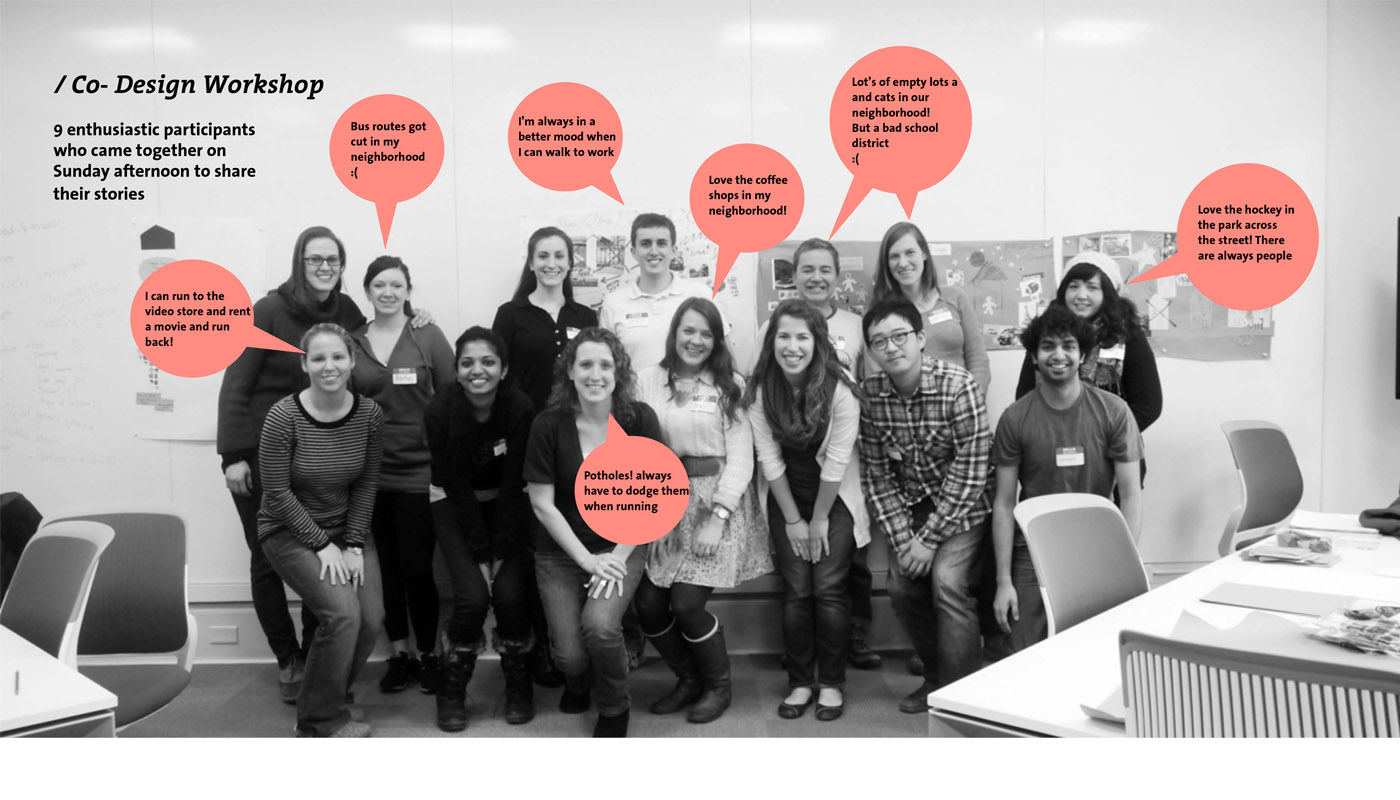 / Co- Design Workshop
9 enthusiastic participants
who came together on
Sunday afternoon to share
their stories
Bus routes got
cut in my
neighborhood
:(
I'm always in a
better mood when
I can walk to work
Love the coffee
shops in my
neighborhood!
Lot's of empty lots a
and cats in our
neighborhood!
But a bad school
district
:(
Love the hockey in
the park across
the street! There
are always people
I can run to the
video store and rent
a movie and run
back!
Potholes! always
have to dodge them
when running